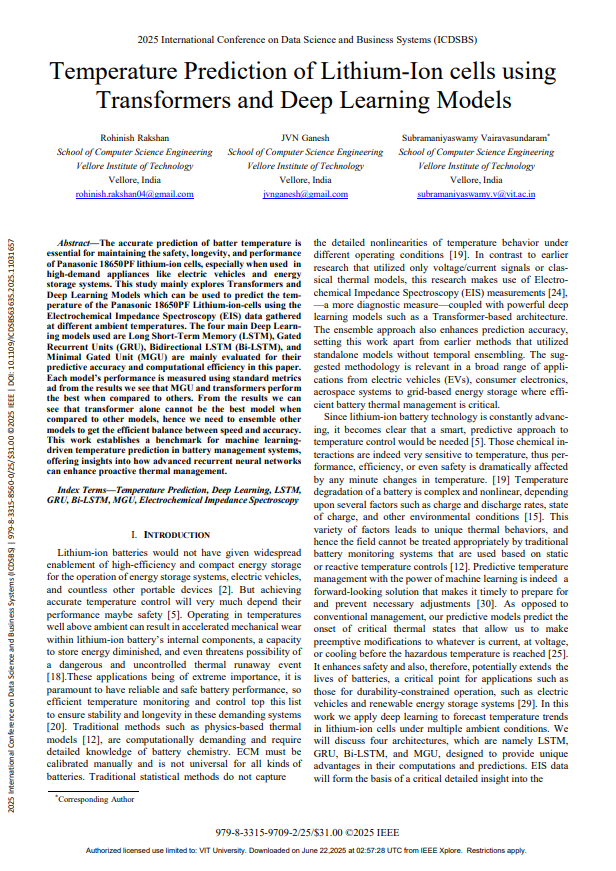 2025 International Conference on Data Science and Business Systems (ICDSBS)
Temperature Prediction of Lithium-Ion cells using
Transformers and Deep Learning Models
Rohinish Rakshan
School of Computer Science Engineering
Vellore Institute of Technology
Vellore, India
rohinish.rakshan04@gmail.com
JVN Ganesh
School of Computer Science Engineering
Vellore Institute of Technology
Vellore, India
jvnganesh@gmail.com
Subramaniyaswamy Vairavasundaram*
School of Computer Science Engineering
Vellore Institute of Technology
Vellore, India
subramaniyaswamy.v@vit.ac.in
Abstract—The accurate prediction of batter temperature is
essential for maintaining the safety, longevity, and performance
of Panasonic 18650PF lithium-ion cells, especially when used in
high-demand appliances like electric vehicles and energy
storage systems. This study mainly explores Transformers
and Deep Learning Models which can be used to predict the tem-
perature of the Panasonic 18650PF Lithium-ion-cells using the
Electrochemical Impedance Spectroscopy (EIS) data gathered
at different ambient temperatures. The four main Deep Learn-
ing models used are Long Short-Term Memory (LSTM), Gated
Recurrent Units (GRU), Bidirectional LSTM (Bi-LSTM), and
Minimal Gated Unit (MGU) are mainly evaluated for their
predictive accuracy and computational efficiency in this paper.
Each model's performance is measured using standard metrics
ad from the results we see that MGU and transformers perform
the best when compared to others. From the results we can
see that transformer alone cannot be the best model when
compared to other models, hence we need to ensemble other
models to get the efficient balance between speed and accuracy.
This work establishes a benchmark for machine learning-
driven temperature prediction in battery management systems,
offering insights into how advanced recurrent neural networks
can enhance proactive thermal management.
Index Terms—Temperature Prediction, Deep Learning, LSTM,
GRU, Bi-LSTM, MGU, Electrochemical Impedance Spectroscopy
I. INTRODUCTION
Lithium-ion batteries would not have given widespread
enablement of high-efficiency and compact energy storage
for the operation of energy storage systems, electric vehicles,
and countless other portable devices [2]. But achieving
accurate temperature control will very much depend their
performance maybe safety [5]. Operating in temperatures
well above ambient can result in accelerated mechanical wear
within lithium-ion battery's internal components, a capacity
to store energy diminished, and even threatens possibility of
a dangerous and uncontrolled thermal runaway event
[18].These applications being of extreme importance, it is
paramount to have reliable and safe battery performance, so
efficient temperature monitoring and control top this list
to ensure stability and longevity in these demanding systems
[20]. Traditional methods such as physics-based thermal
models [12], are computationally demanding and require
detailed knowledge of battery chemistry. ECM must be
calibrated manually and is not universal for all kinds of
batteries. Traditional statistical methods do not capture
*Corresponding Author
the detailed nonlinearities of temperature behavior under
different operating conditions [19]. In contrast to earlier
research that utilized only voltage/current signals or clas-
sical thermal models, this research makes use of Electro-
chemical Impedance Spectroscopy (EIS) measurements [24],
—a more diagnostic measure—coupled with powerful deep
learning models such as a Transformer-based architecture.
The ensemble approach also enhances prediction accuracy,
setting this work apart from earlier methods that utilized
standalone models without temporal ensembling. The sug-
gested methodology is relevant in a broad range of appli-
cations from electric vehicles (EVs), consumer electronics,
aerospace systems to grid-based energy storage where effi-
cient battery thermal management is critical.
Since lithium-ion battery technology is constantly advanc-
ing, it becomes clear that a smart, predictive approach to
temperature control would be needed [5]. Those chemical in-
teractions are indeed very sensitive to temperature, thus per-
formance, efficiency, or even safety is dramatically affected
by any minute changes in temperature. [19] Temperature
degradation of a battery is complex and nonlinear, depending
upon several factors such as charge and discharge rates, state
of charge, and other environmental conditions [15]. This
variety of factors leads to unique thermal behaviors, and
hence the field cannot be treated appropriately by traditional
battery monitoring systems that are used based on static
or reactive temperature controls [12]. Predictive temperature
management with the power of machine learning is indeed a
forward-looking solution that makes it timely to prepare for
and prevent necessary adjustments [30]. As opposed to
conventional management, our predictive models predict the
onset of critical thermal states that allow us to make
preemptive modifications to whatever is current, at voltage,
or cooling before the hazardous temperature is reached [25].
It enhances safety and also, therefore, potentially extends the
lives of batteries, a critical point for applications such as
those for durability-constrained operation, such as electric
vehicles and renewable energy storage systems [29]. In this
work we apply deep learning to forecast temperature trends
in lithium-ion cells under multiple ambient conditions. We
will discuss four architectures, which are namely LSTM,
GRU, Bi-LSTM, and MGU, designed to provide unique
advantages in their computations and predictions. EIS data
will form the basis of a critical detailed insight into the
979-8-3315-9709-2/25/$31.00 ©2025 IEEE
Authorized licensed use limited to: VIT University. Downloaded on June 22,2025 at 02:57:28 UTC from IEEE Xplore. Restrictions apply.
2025 International Conference on Data Science and Business Systems (ICDSBS) | 979-8-3315-8560-0/25/$31.00 ©2025 IEEE | DOI: 10.1109/ICDSBS63635.2025.11031657